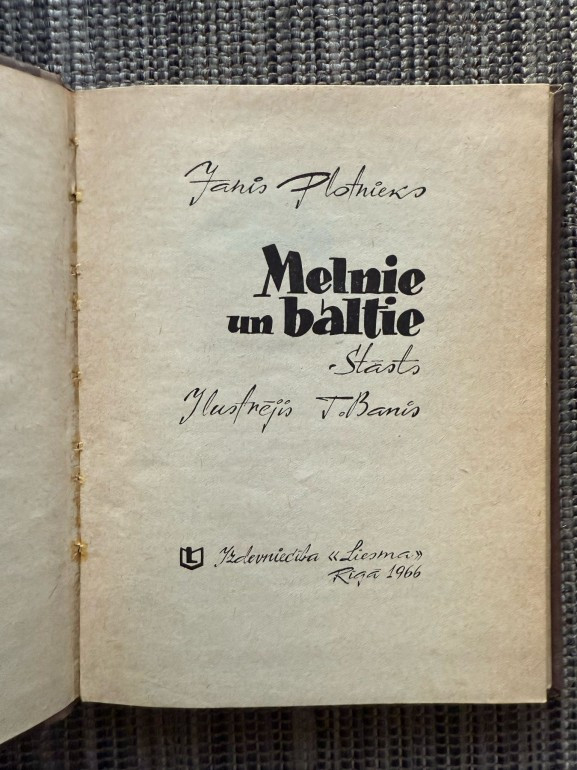 Jānis Plotnieks
Melnie
un baltie
Stāsts
Ilustrējis T. Banis
Izdevniecība «Liesma»
Rīgā 1966